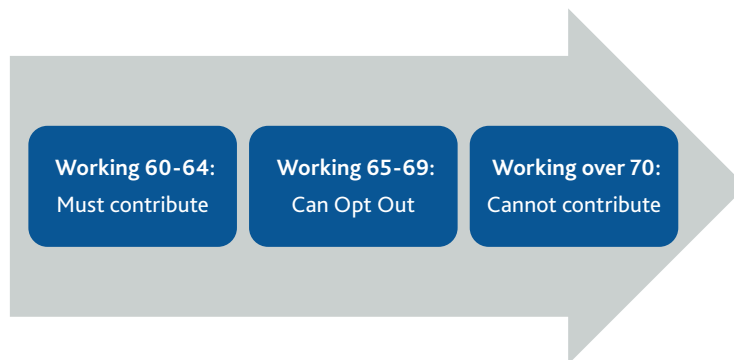 Working 60-64:
Must contribute
Working 65-69:
Can Opt Out
Working over 70:
Cannot contribute